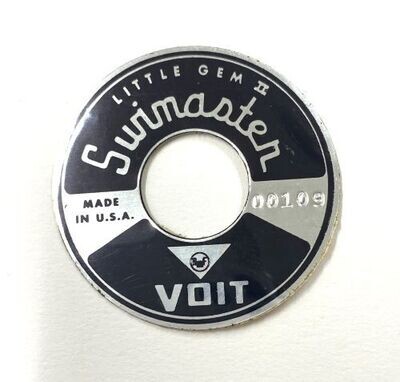 LITTLE GEM II
Swimaster
MADE
IN U.S.A.
00109
VOIT